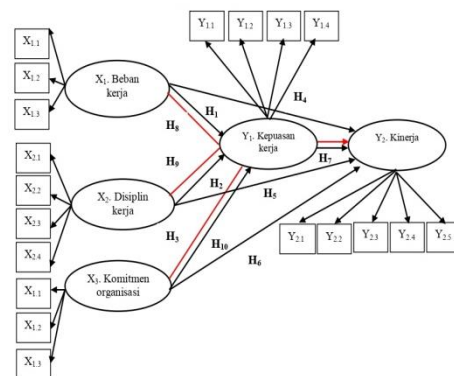 Y1.1
Y1.2
Y1.3
Y1.4
X1.1
X1.2
X1.3
X1. Beban
kerja
H1
H4
H8
Y1. Kepuasan
kerja
Y2. Kinerja
H7
H9
X2.1
X2.2
X2.3
X2.4
X2. Disiplin
kerja
H2
H5
H3
H10
H6
Y2.1
Y2.2
Y2.3
Y2.4
Y2.5
X1.1
X1.2
X1.3
X3. Komitmen
organisasi